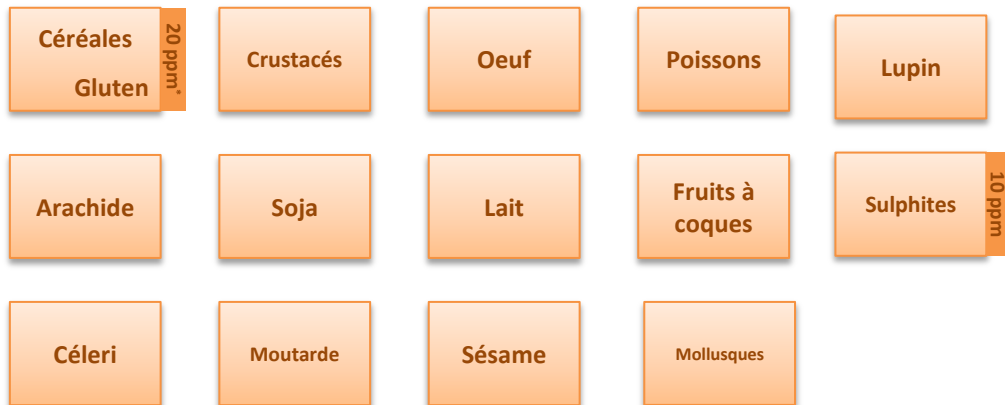 Céréales
Gluten
20 ppm*
Crustacés
Oeuf
Poissons
Lupin
Arachide
Soja
Lait
Fruits à
coques
Sulphites
10 ppm
Céleri
Moutarde
Sésame
Mollusques